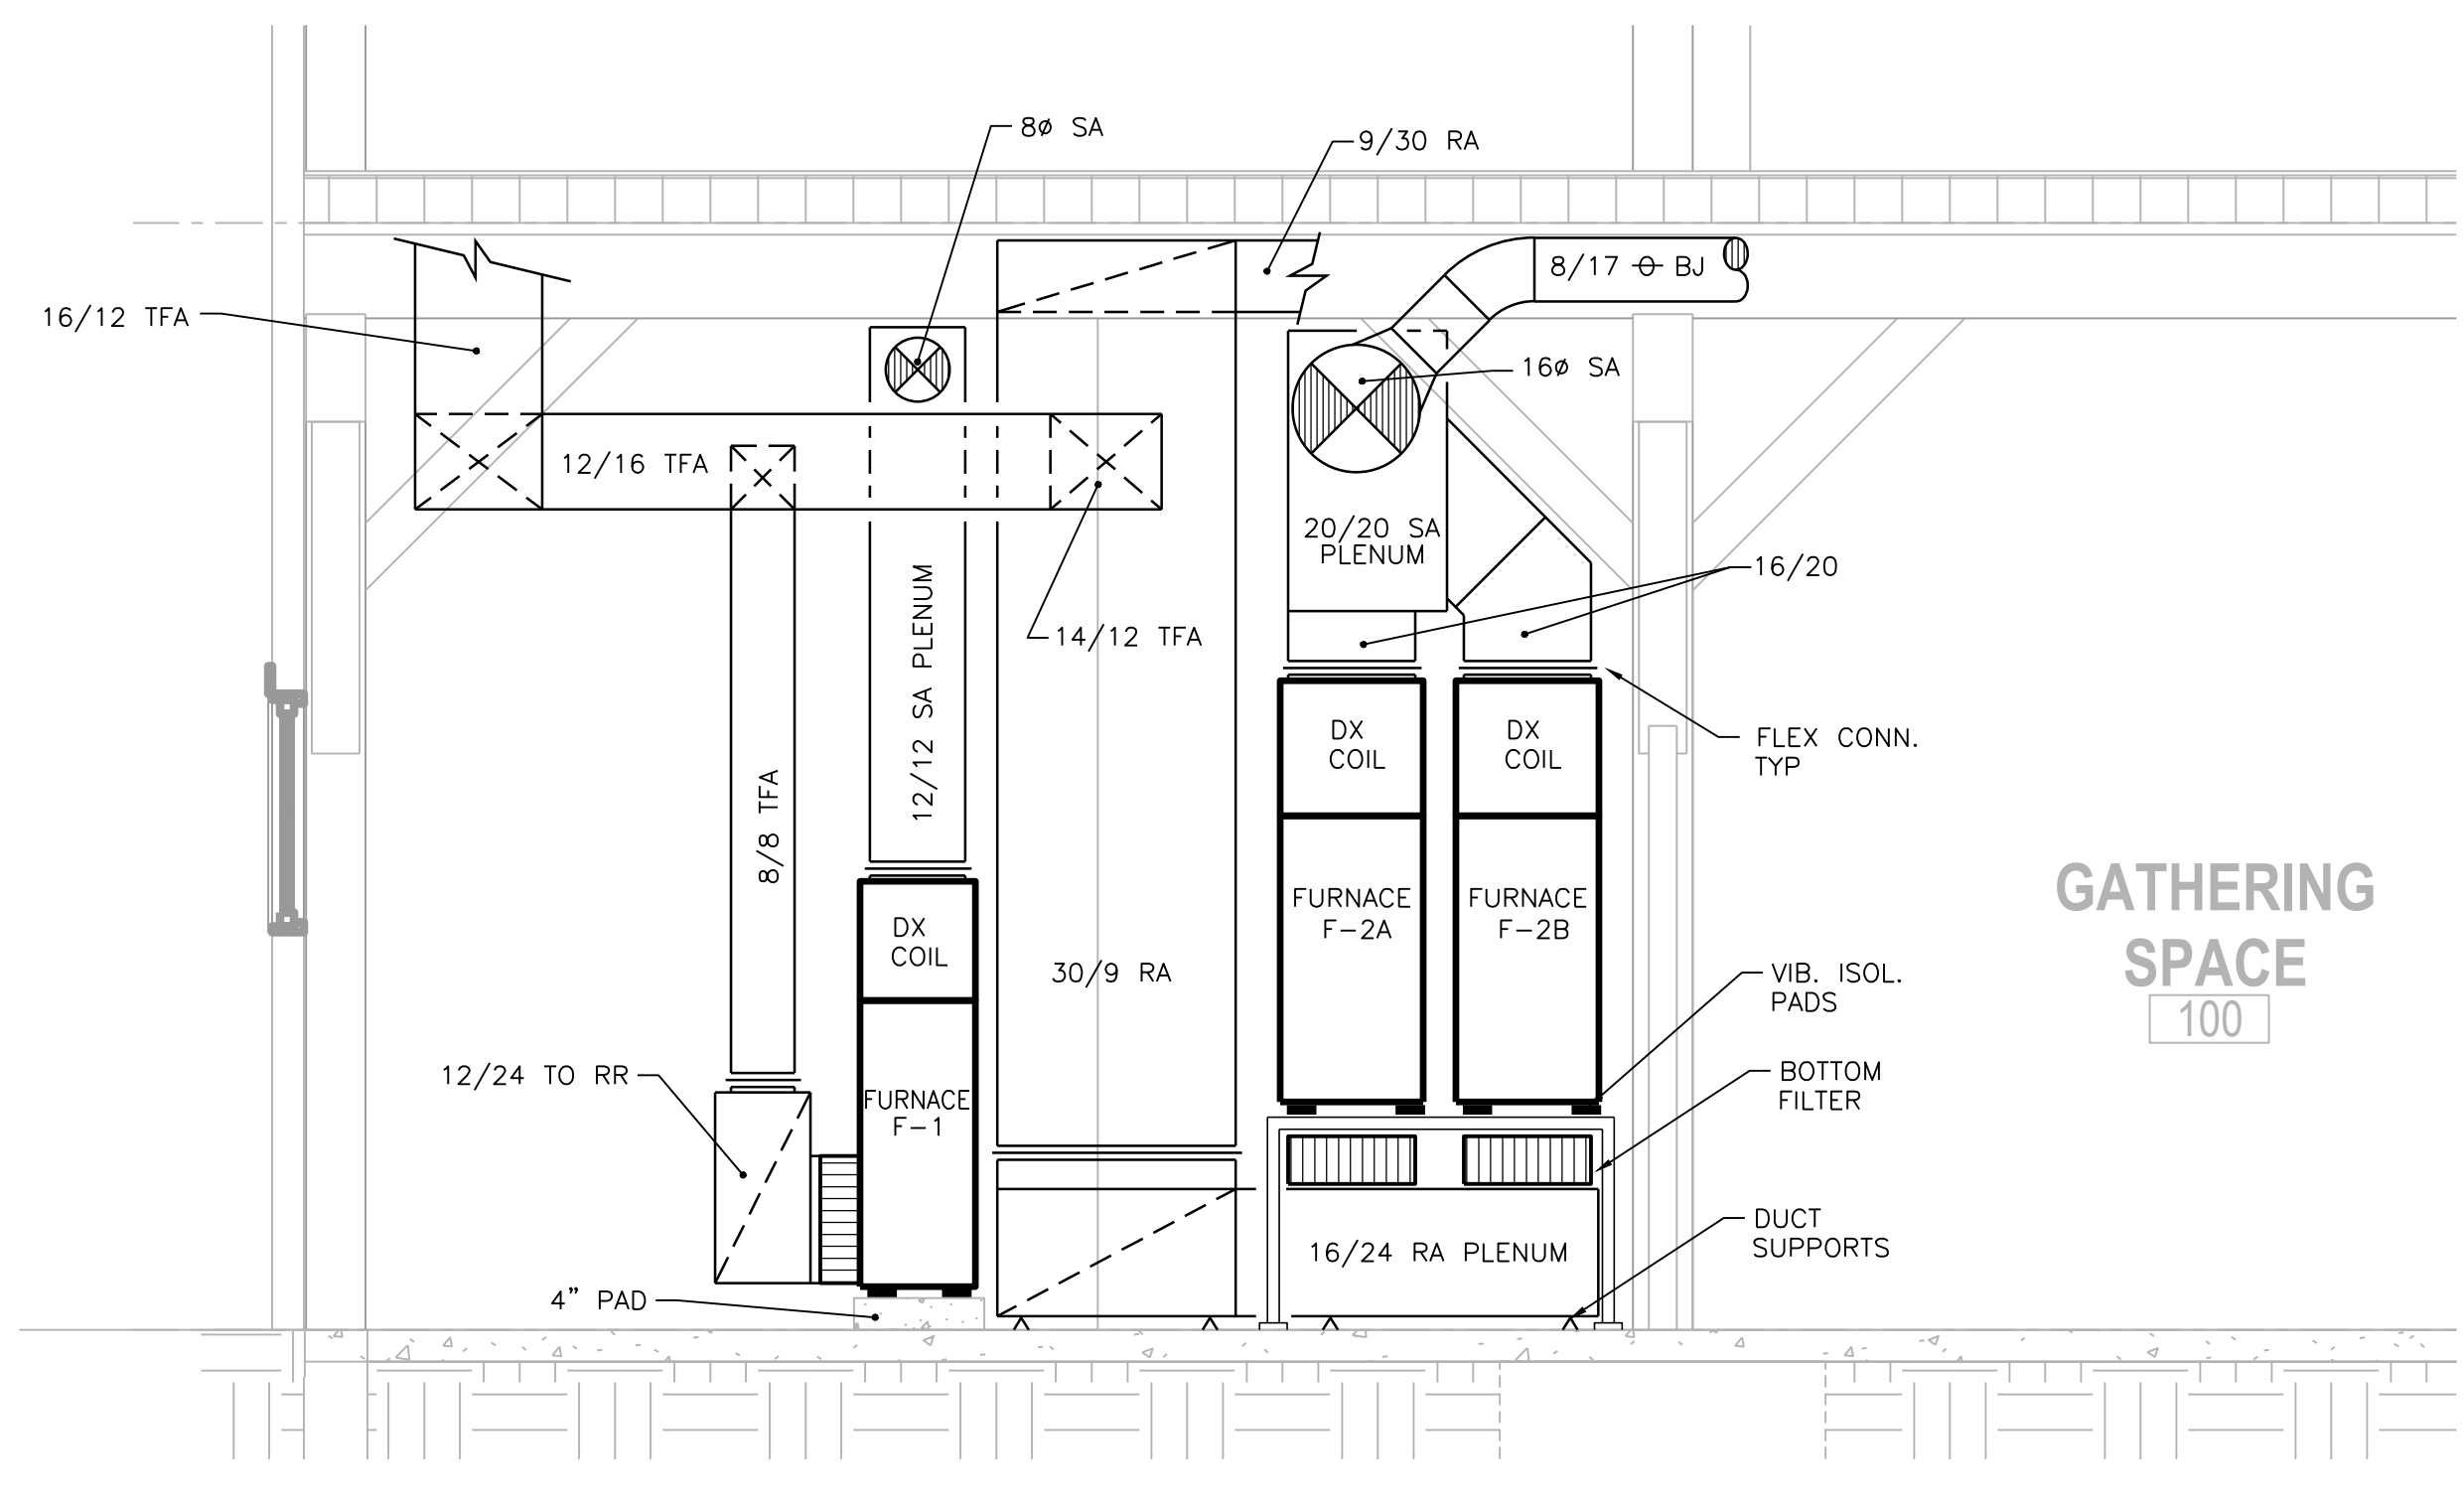 8ø SA
9/30 RA
8/17 ⦵ BJ
16/12 TFA
16ø SA
12/16 TFA
20/20 SA
PLENUM
16/20
14/12 TFA
12/12 SA PLENUM
8/8 TFA
DX
COIL
DX
COIL
FLEX CONN.
TYP
FURNACE
F-2A
FURNACE
F-2B
GATHERING
SPACE
100
DX
COIL
30/9 RA
VIB. ISOL.
PADS
12/24 TO RR
FURNACE
F-1
BOTTOM
FILTER
DUCT
SUPPORTS
16/24 RA PLENUM
4" PAD